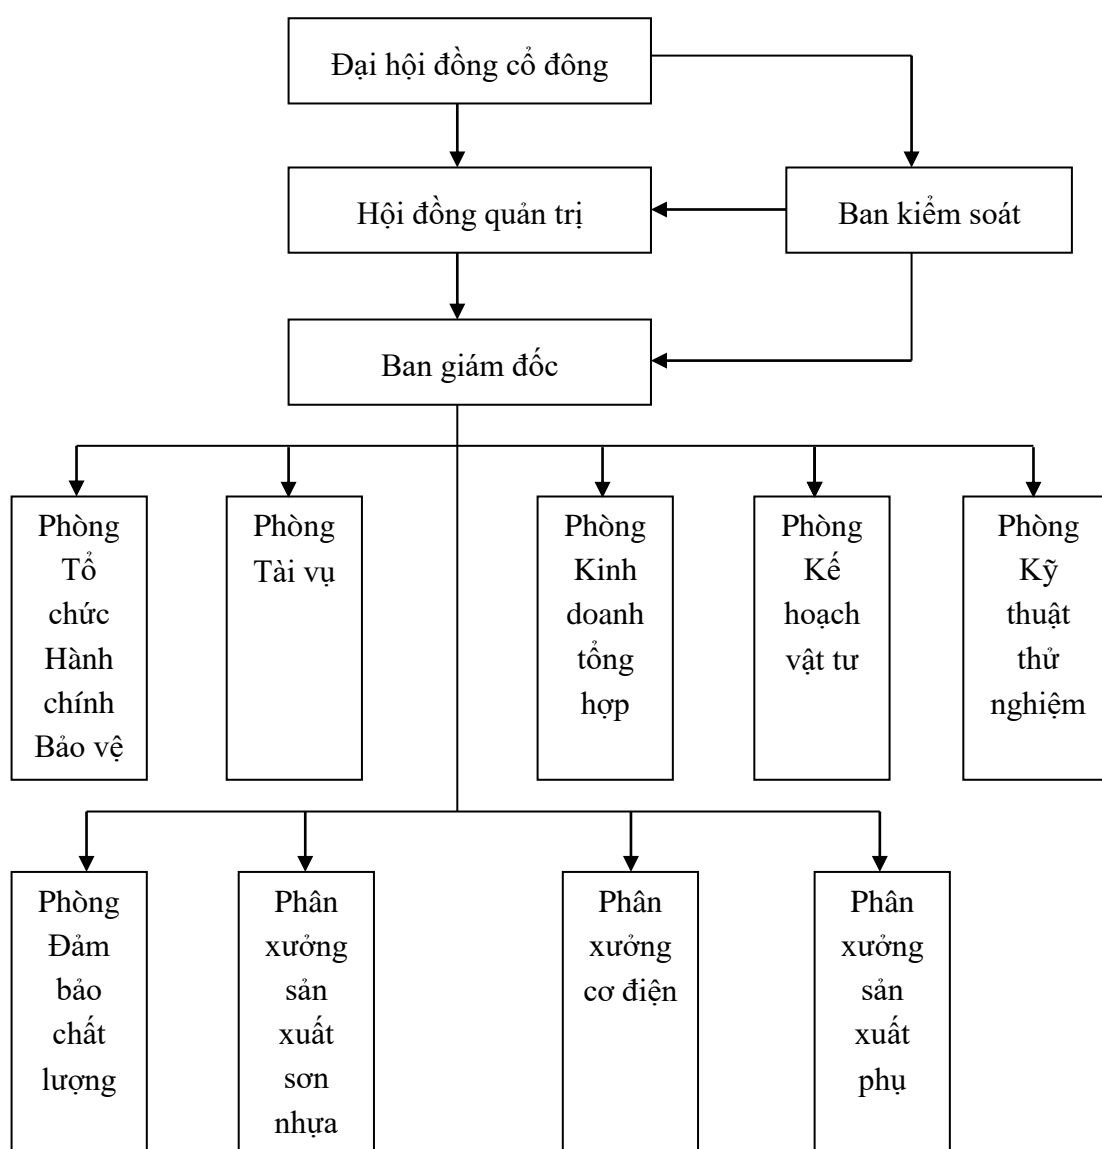 Đại hội đồng cổ đông
Hội đồng quản trị
Ban kiểm soát
Ban giám đốc
Phòng
Tổ
chức
Hành
chính
Bảo vệ
Phòng
Tài vụ
Phòng
Kinh
doanh
tổng
hợp
Phòng
Kế
hoạch
vật tư
Phòng
Kỹ
thuật
thử
nghiệm
Phòng
Đảm
bảo
chất
lượng
Phân
xưởng
sản
xuất
sơn
nhựa
Phân
xưởng
cơ điện
Phân
xưởng
sản
xuất
phụ